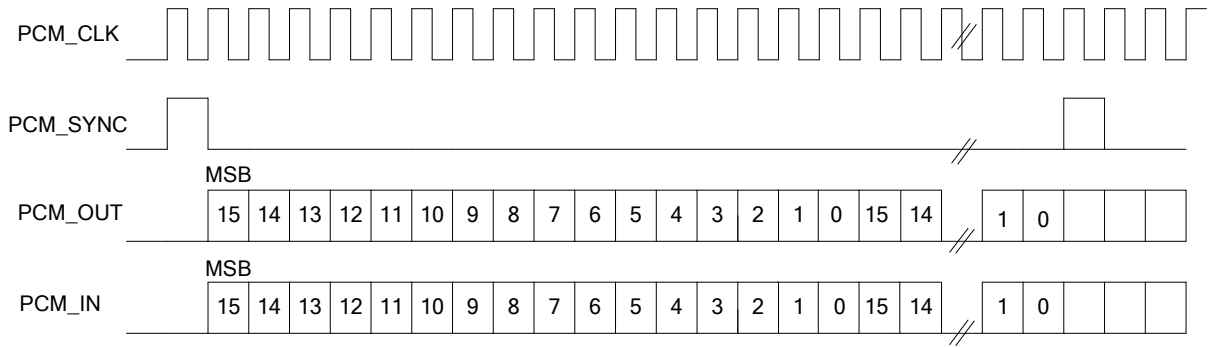 PCM_CLK
PCM_SYNC
MSB
PCM_OUT 15 14 13 12 11 10 9 8 7 6 5 4 3 2 1 0 15 14 1 0
MSB
PCM_IN 15 14 13 12 11 10 9 8 7 6 5 4 3 2 1 0 15 14 1 0